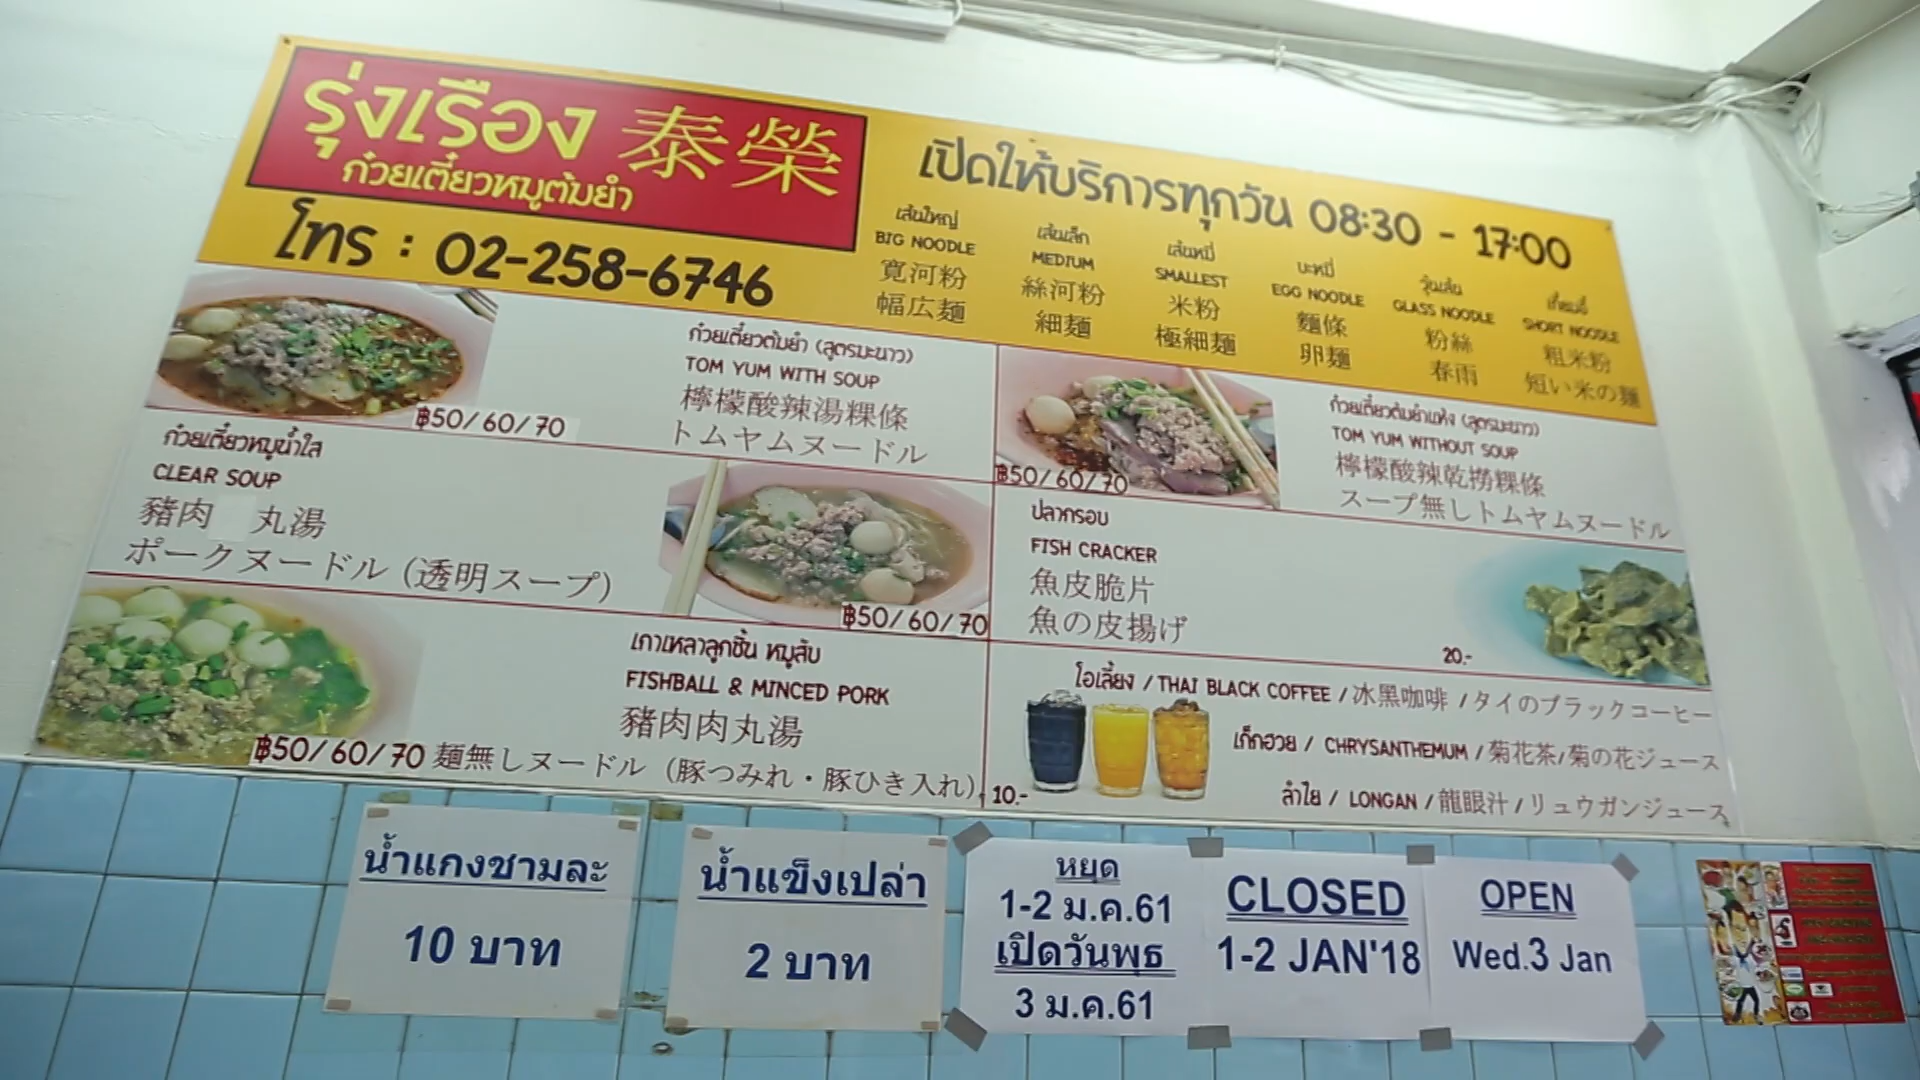 รุ่งเรือง 泰榮
ก๋วยเตี๋ยวหมูต้มยำ
โทร : 02-258-6746
เปิดให้บริการทุกวัน 08:30 - 17:00
เส้นใหญ่
BIG NOODLE
寬河粉
幅広麺
เส้นเล็ก
MEDIUM
絲河粉
細麺
เส้นหมี่
SMALLEST
米粉
極細麺
บะหมี่
EGG NOODLE
麵條
卵麺
วุ้นเส้น
GLASS NOODLE
粉絲
春雨
เกี้ยมอี๋
SHORT NOODLE
粗米粉
短い米の麺
ก๋วยเตี๋ยวต้มยำ (สูตรมะนาว)
TOM YUM WITH SOUP
檸檬酸辣湯粿條
トムヤムヌードル
฿50/60/70
ก๋วยเตี๋ยวต้มยำแห้ง (สูตรมะนาว)
TOM YUM WITHOUT SOUP
檸檬酸辣乾撈粿條
スープ無しトムヤムヌードル
฿50/60/70
ก๋วยเตี๋ยวหมูน้ำใส
CLEAR SOUP
豬肉 丸湯
ポークヌードル (透明スープ)
฿50/60/70
ปลากรอบ
FISH CRACKER
魚皮脆片
魚の皮揚げ
20.-
เกาเหลาลูกชิ้น หมูสับ
FISHBALL & MINCED PORK
豬肉肉丸湯
฿50/60/70 麺無しヌードル (豚つみれ・豚ひき入れ)
โอเลี้ยง / THAI BLACK COFFEE / 冰黑咖啡 / タイのブラックコーヒー
เก็กฮวย / CHRYSANTHEMUM / 菊花茶 / 菊の花ジュース
ลำไย / LONGAN / 龍眼汁 / リュウガンジュース
10.-
น้ำแกงชามละ
10 บาท
น้ำแข็งเปล่า
2 บาท
หยุด
1-2 ม.ค.61
เปิดวันพุธ
3 ม.ค.61
CLOSED
1-2 JAN'18
OPEN
Wed.3 Jan